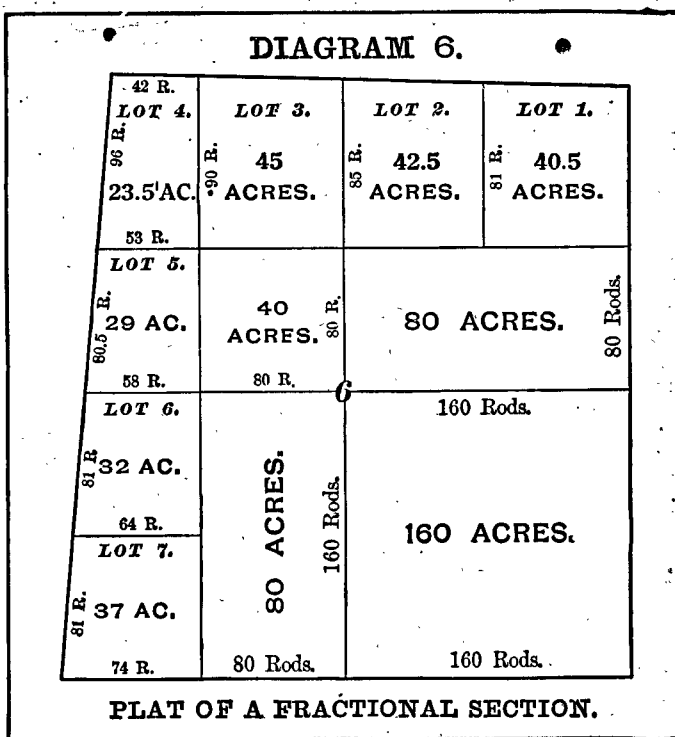 DIAGRAM 6.
42 R.
LOT 4.
96 R.
23.5 AC.
53 R.
LOT 3.
90 R.
45
ACRES.
LOT 2.
85 R.
42.5
ACRES.
LOT 1.
81 R.
40.5
ACRES.
LOT 5.
80.5 R.
29 AC.
58 R.
40
ACRES.
80 R.
80 R.
80 ACRES.
80 Rods.
6
LOT 6.
81 R
32 AC.
64 R.
LOT 7.
81 R.
37 AC.
74 R.
80 ACRES.
160 Rods.
80 Rods.
160 Rods.
160 ACRES.
160 Rods.
PLAT OF A FRACTIONAL SECTION.